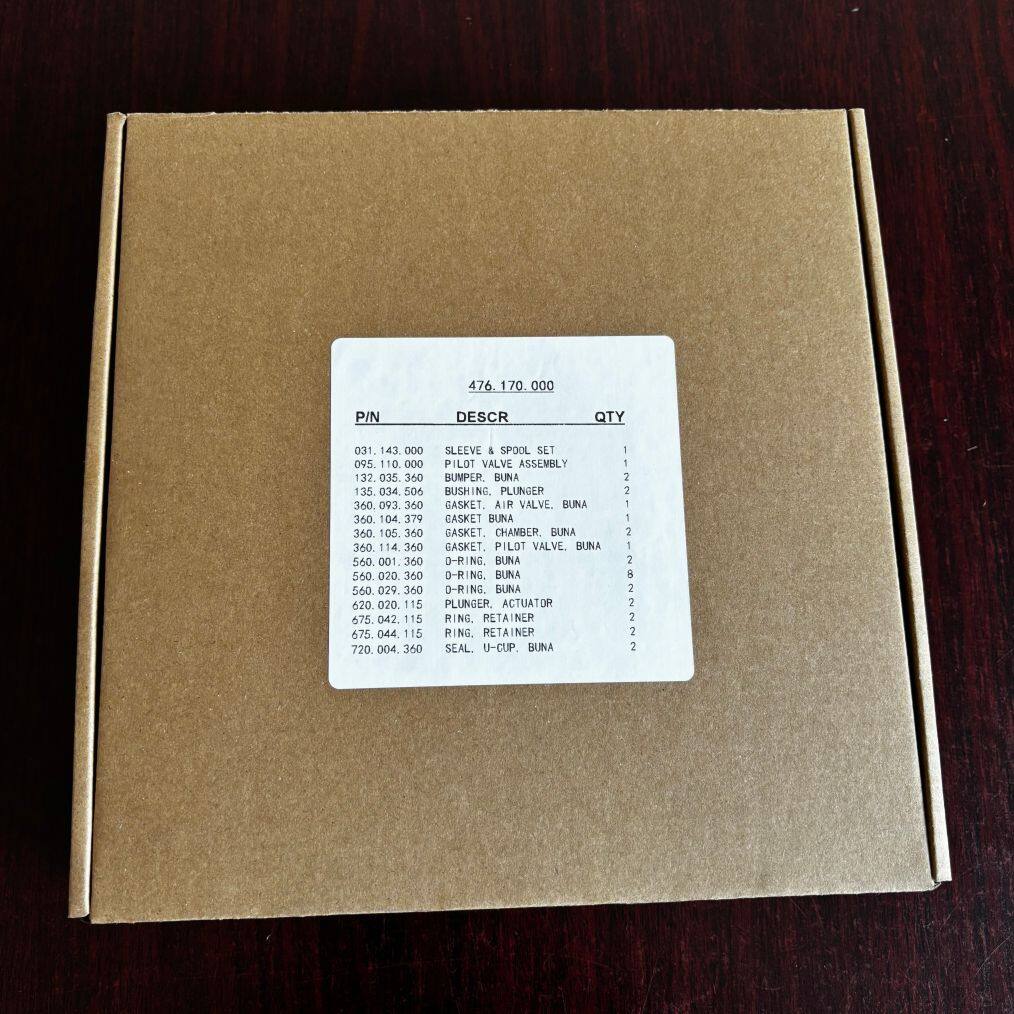 476.170.000
P/N DESCR QTY
031.143.000 SLEEVE & SPOOL SET 1
095.110.000 PILOT VALVE ASSEMBLY 1
132.035.360 BUMPER, BUNA 2
135.034.506 BUSHING, PLUNGER 2
360.093.360 GASKET, AIR VALVE, BUNA 1
360.104.379 GASKET BUNA 1
360.105.360 GASKET, CHAMBER, BUNA 2
360.114.360 GASKET, PILOT VALVE, BUNA 1
560.001.360 O-RING, BUNA 2
560.020.360 O-RING, BUNA 8
560.029.360 O-RING, BUNA 2
620.020.115 PLUNGER, ACTUATOR 2
675.042.115 RING, RETAINER 2
675.044.115 RING, RETAINER 2
720.004.360 SEAL, U-CUP, BUNA 2